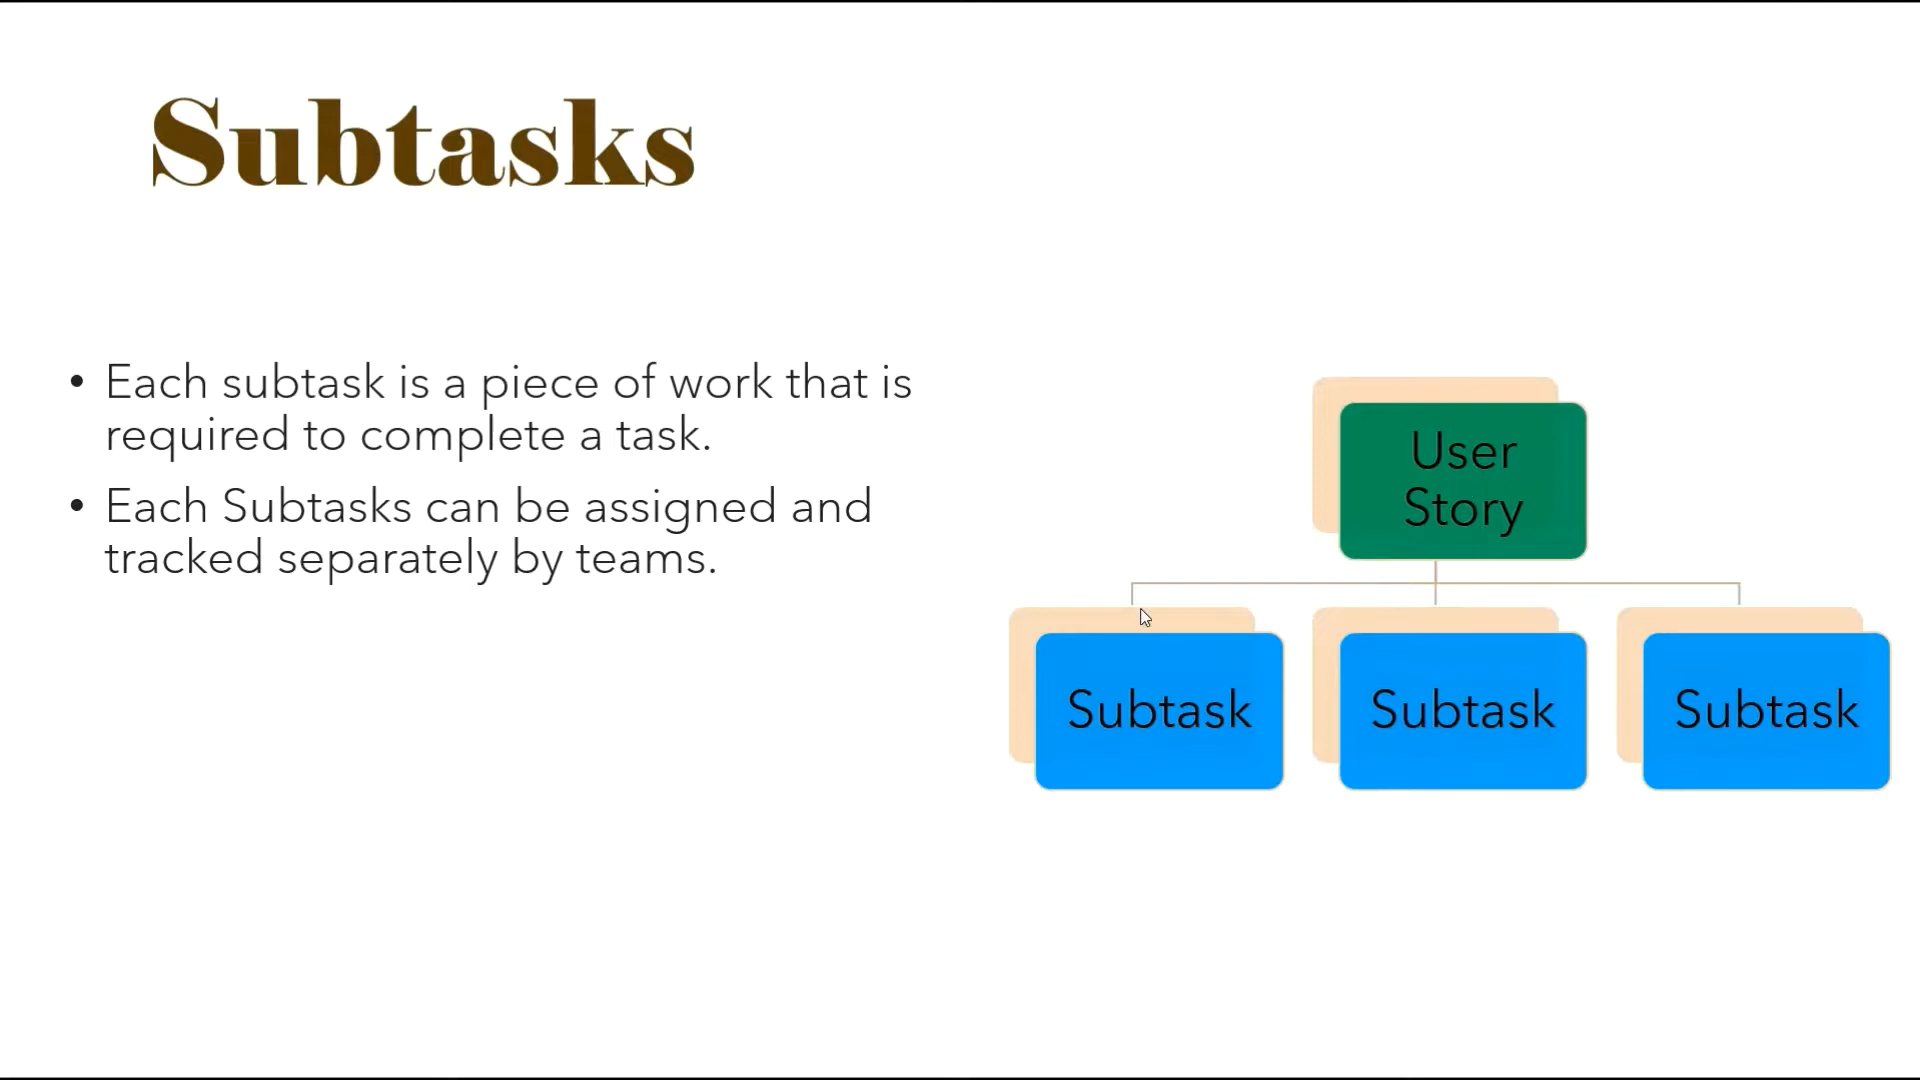 Subtasks
• Each subtask is a piece of work that is
required to complete a task.
• Each Subtasks can be assigned and
tracked separately by teams.
User
Story
Subtask
Subtask
Subtask